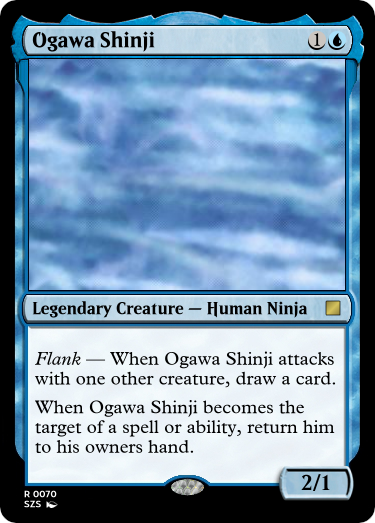 Ogawa Shinji
1
Legendary Creature — Human Ninja
Flank — When Ogawa Shinji attacks
with one other creature, draw a card.
When Ogawa Shinji becomes the
target of a spell or ability, return him
to his owners hand.
2/1
R 0070
SZS